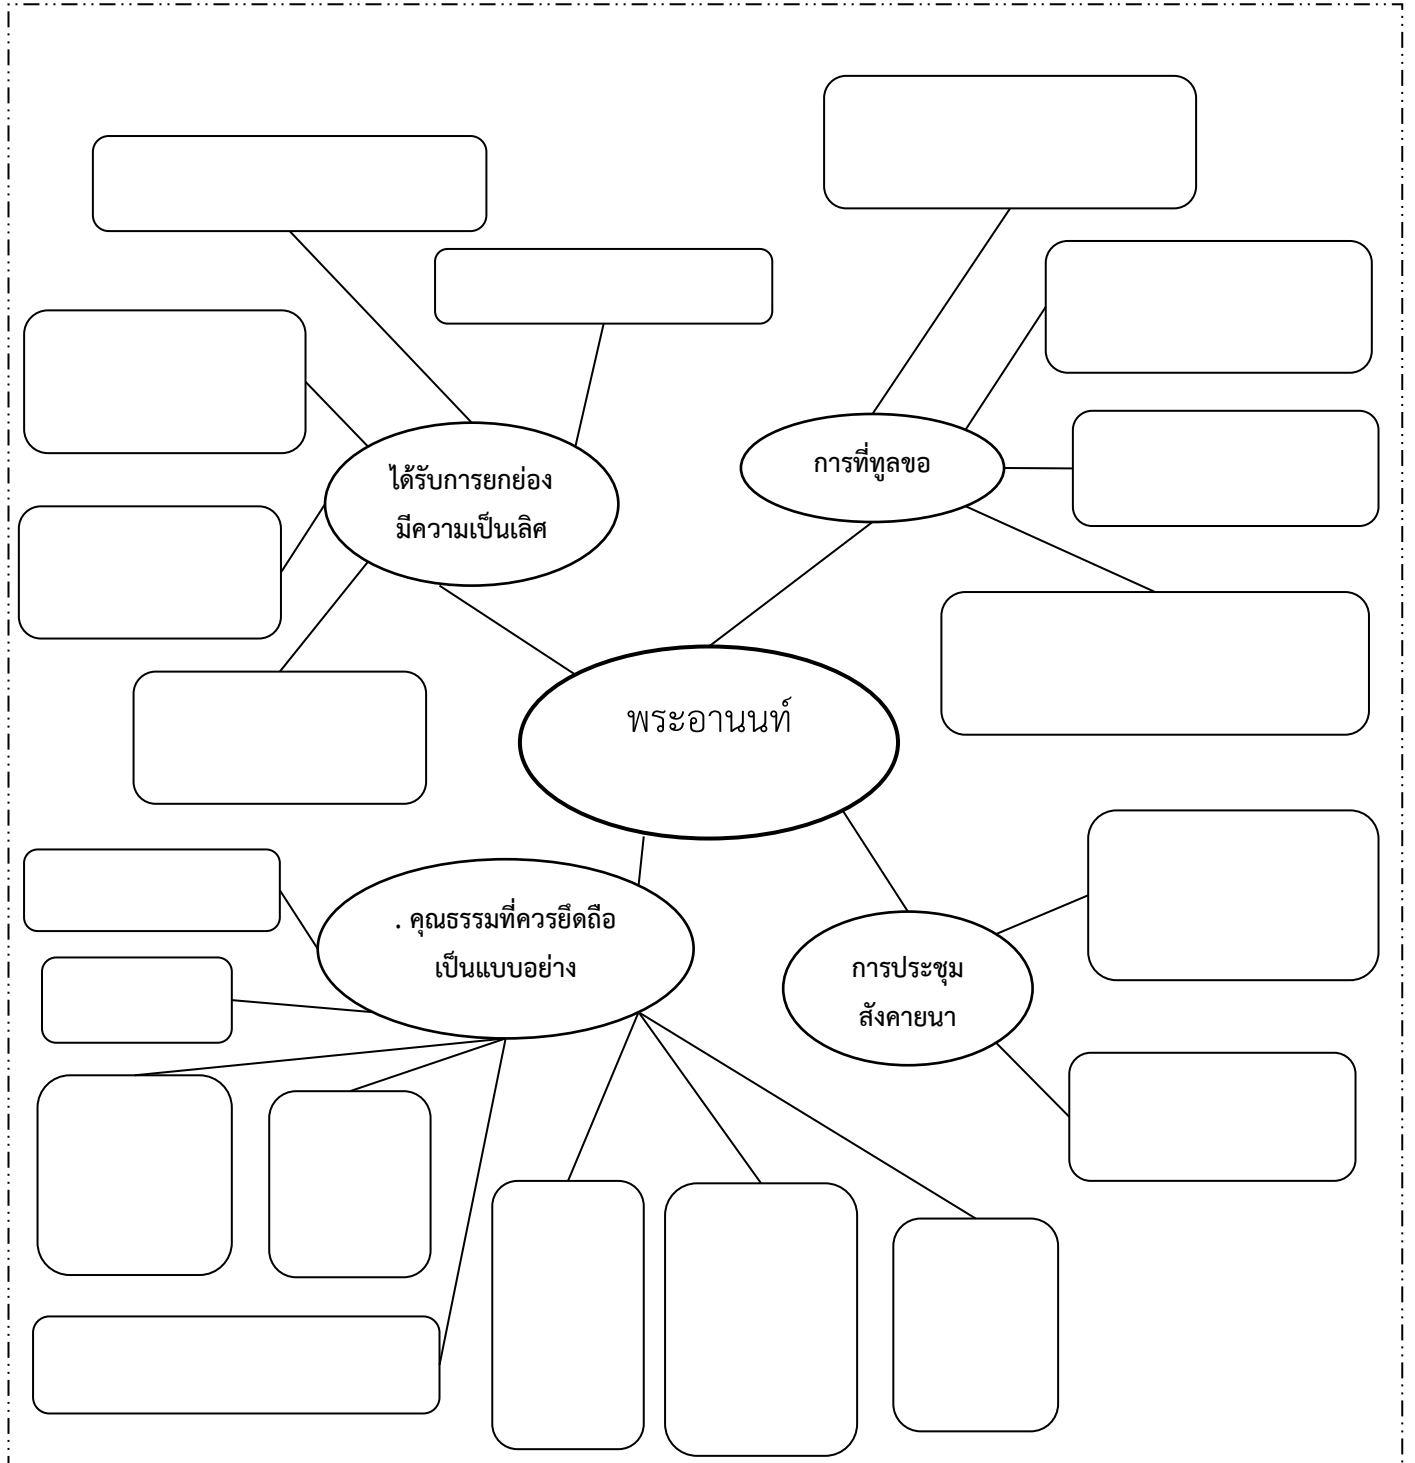 การที่ทูลขอ
ได้รับการยกย่อง
มีความเป็นเลิศ
พระอานนท์
. คุณธรรมที่ควรยึดถือ
เป็นแบบอย่าง
การประชุม
สังคายนา